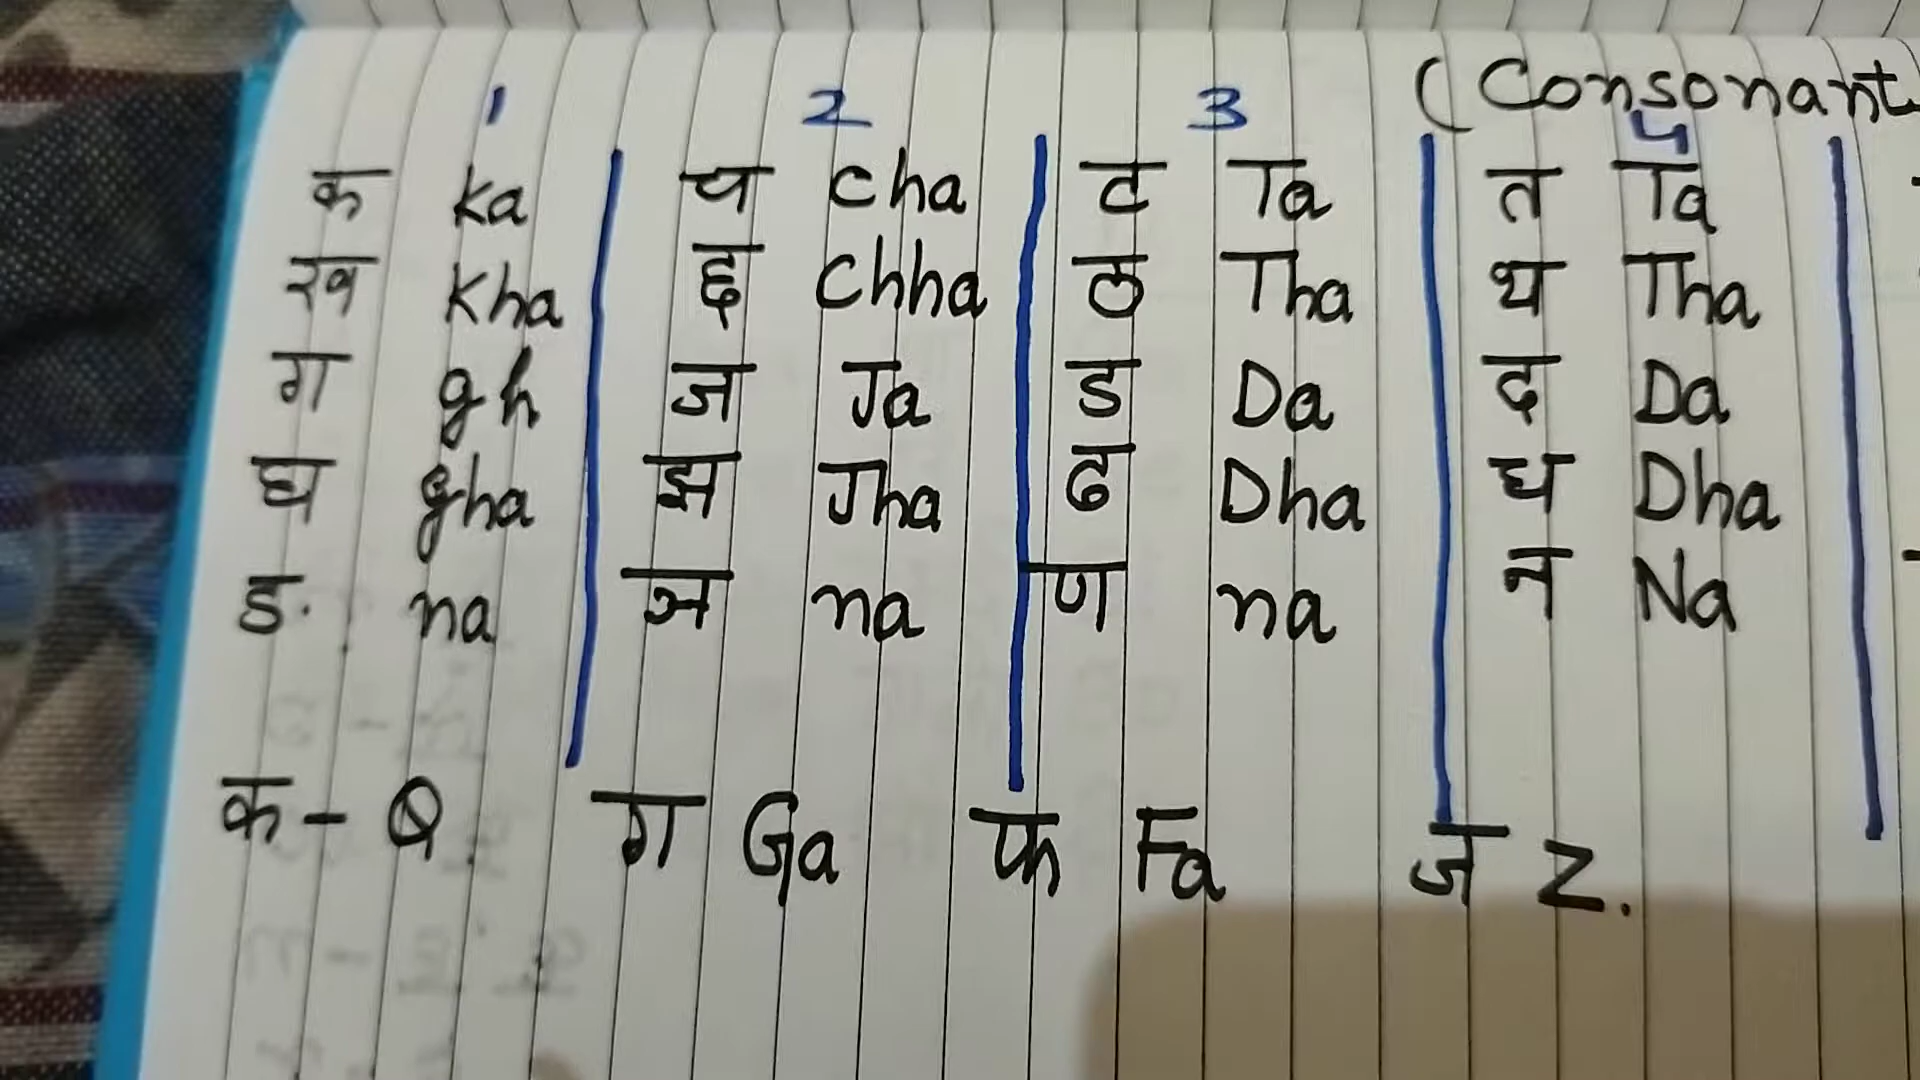 (Consonant
1 2 3 4
क ka च cha ट Ta त Ta
ख kha छ chha ठ Tha थ Tha
ग gh ज Ja ड Da द Da
घ gha झ Jha ढ Dha ध Dha
ङ na ञ na ण na न Na
क - Q ग Ga फ Fa ज Z.